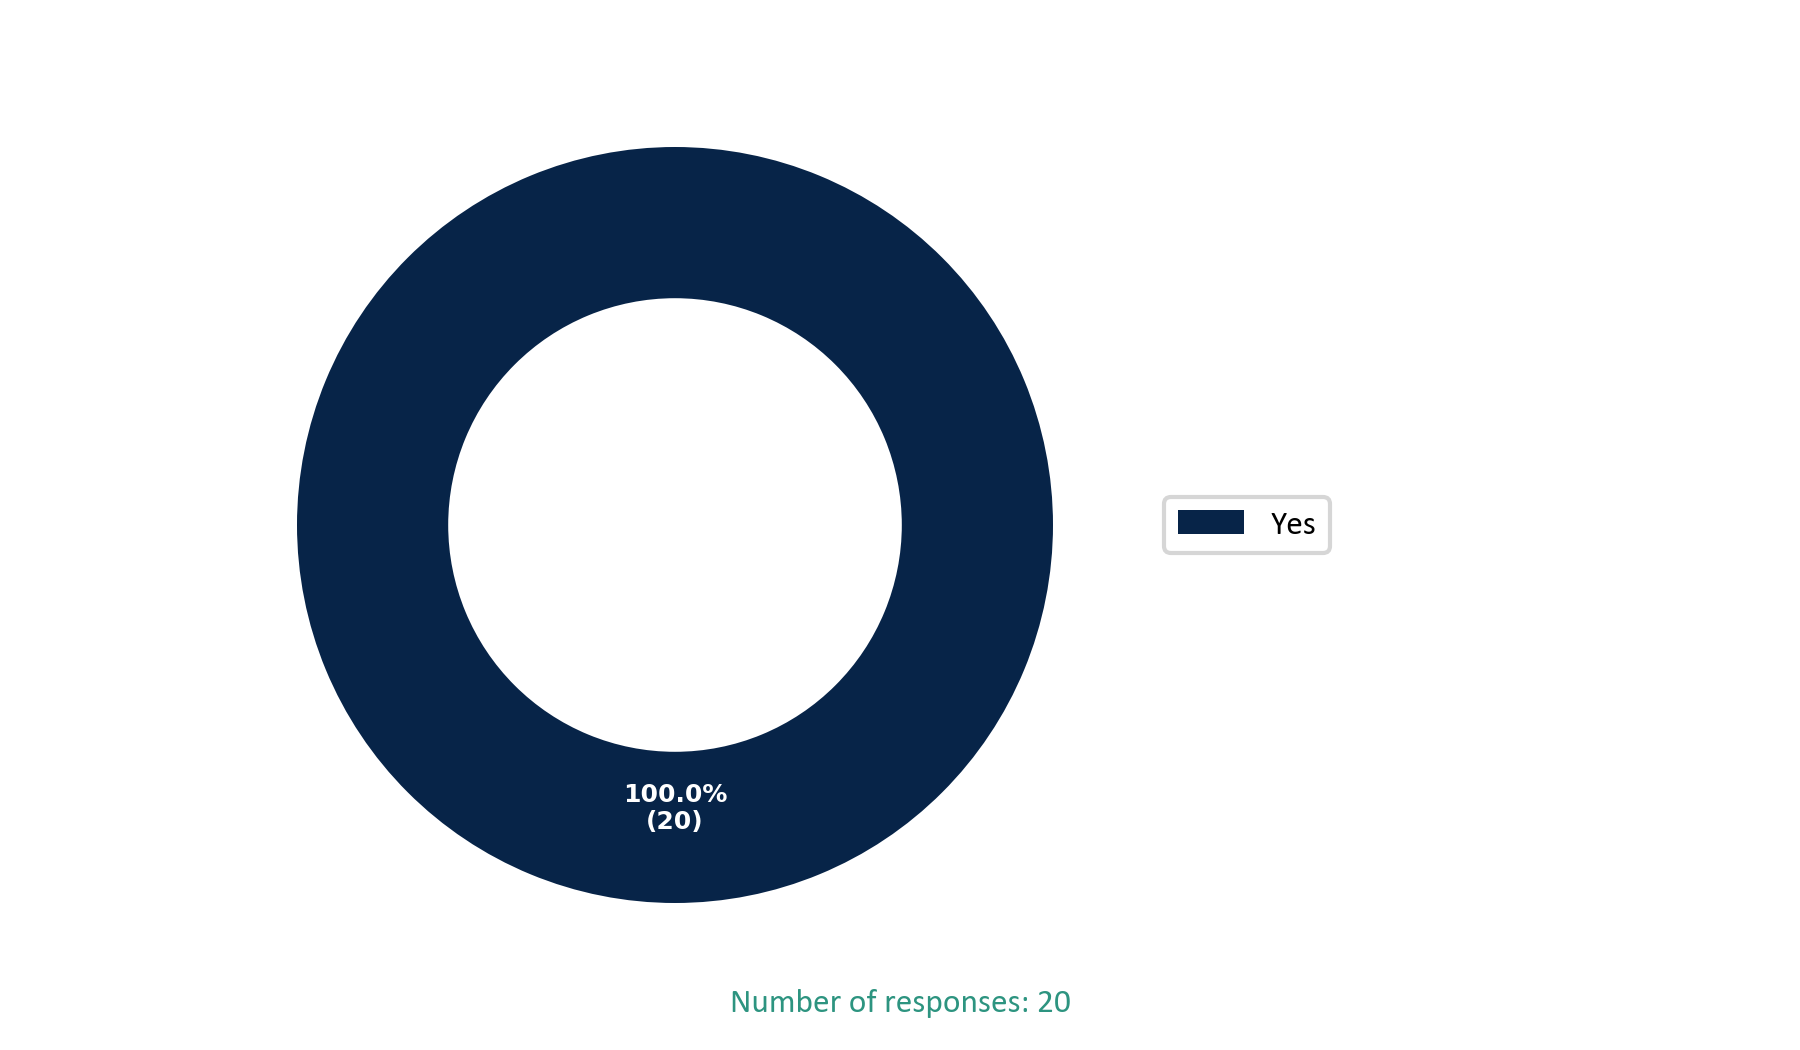 Yes
100.0%
(20)
Number of responses: 20